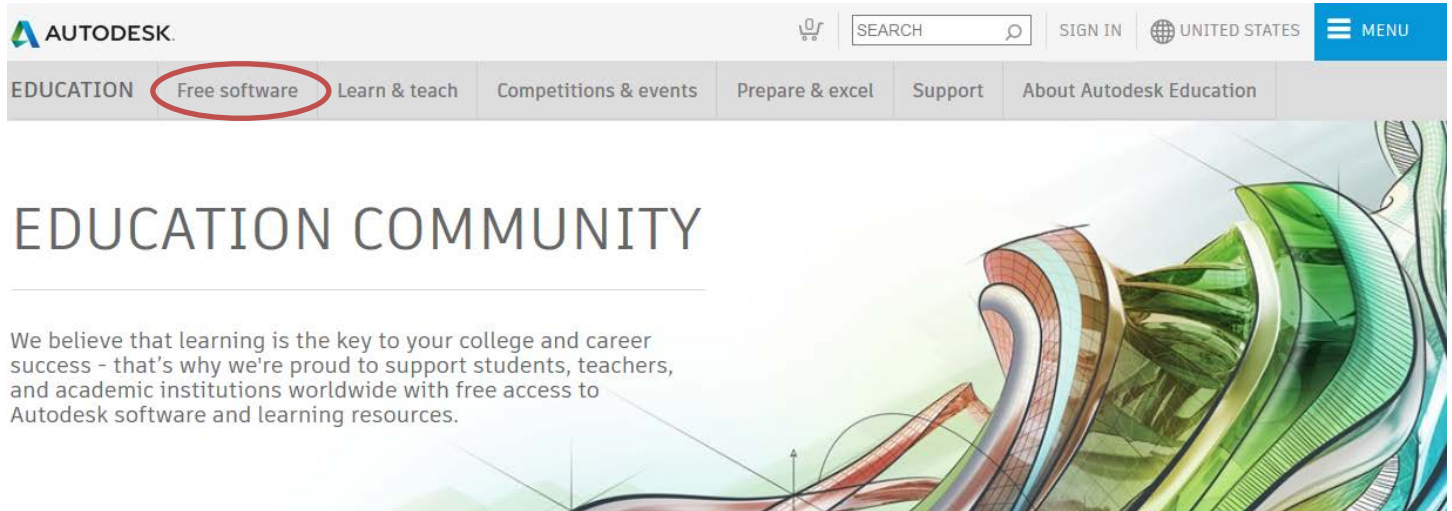 AUTODESK.
0 SEARCH SIGN IN UNITED STATES MENU
EDUCATION Free software Learn & teach Competitions & events Prepare & excel Support About Autodesk Education
EDUCATION COMMUNITY
We believe that learning is the key to your college and career
success - that's why we're proud to support students, teachers,
and academic institutions worldwide with free access to
Autodesk software and learning resources.